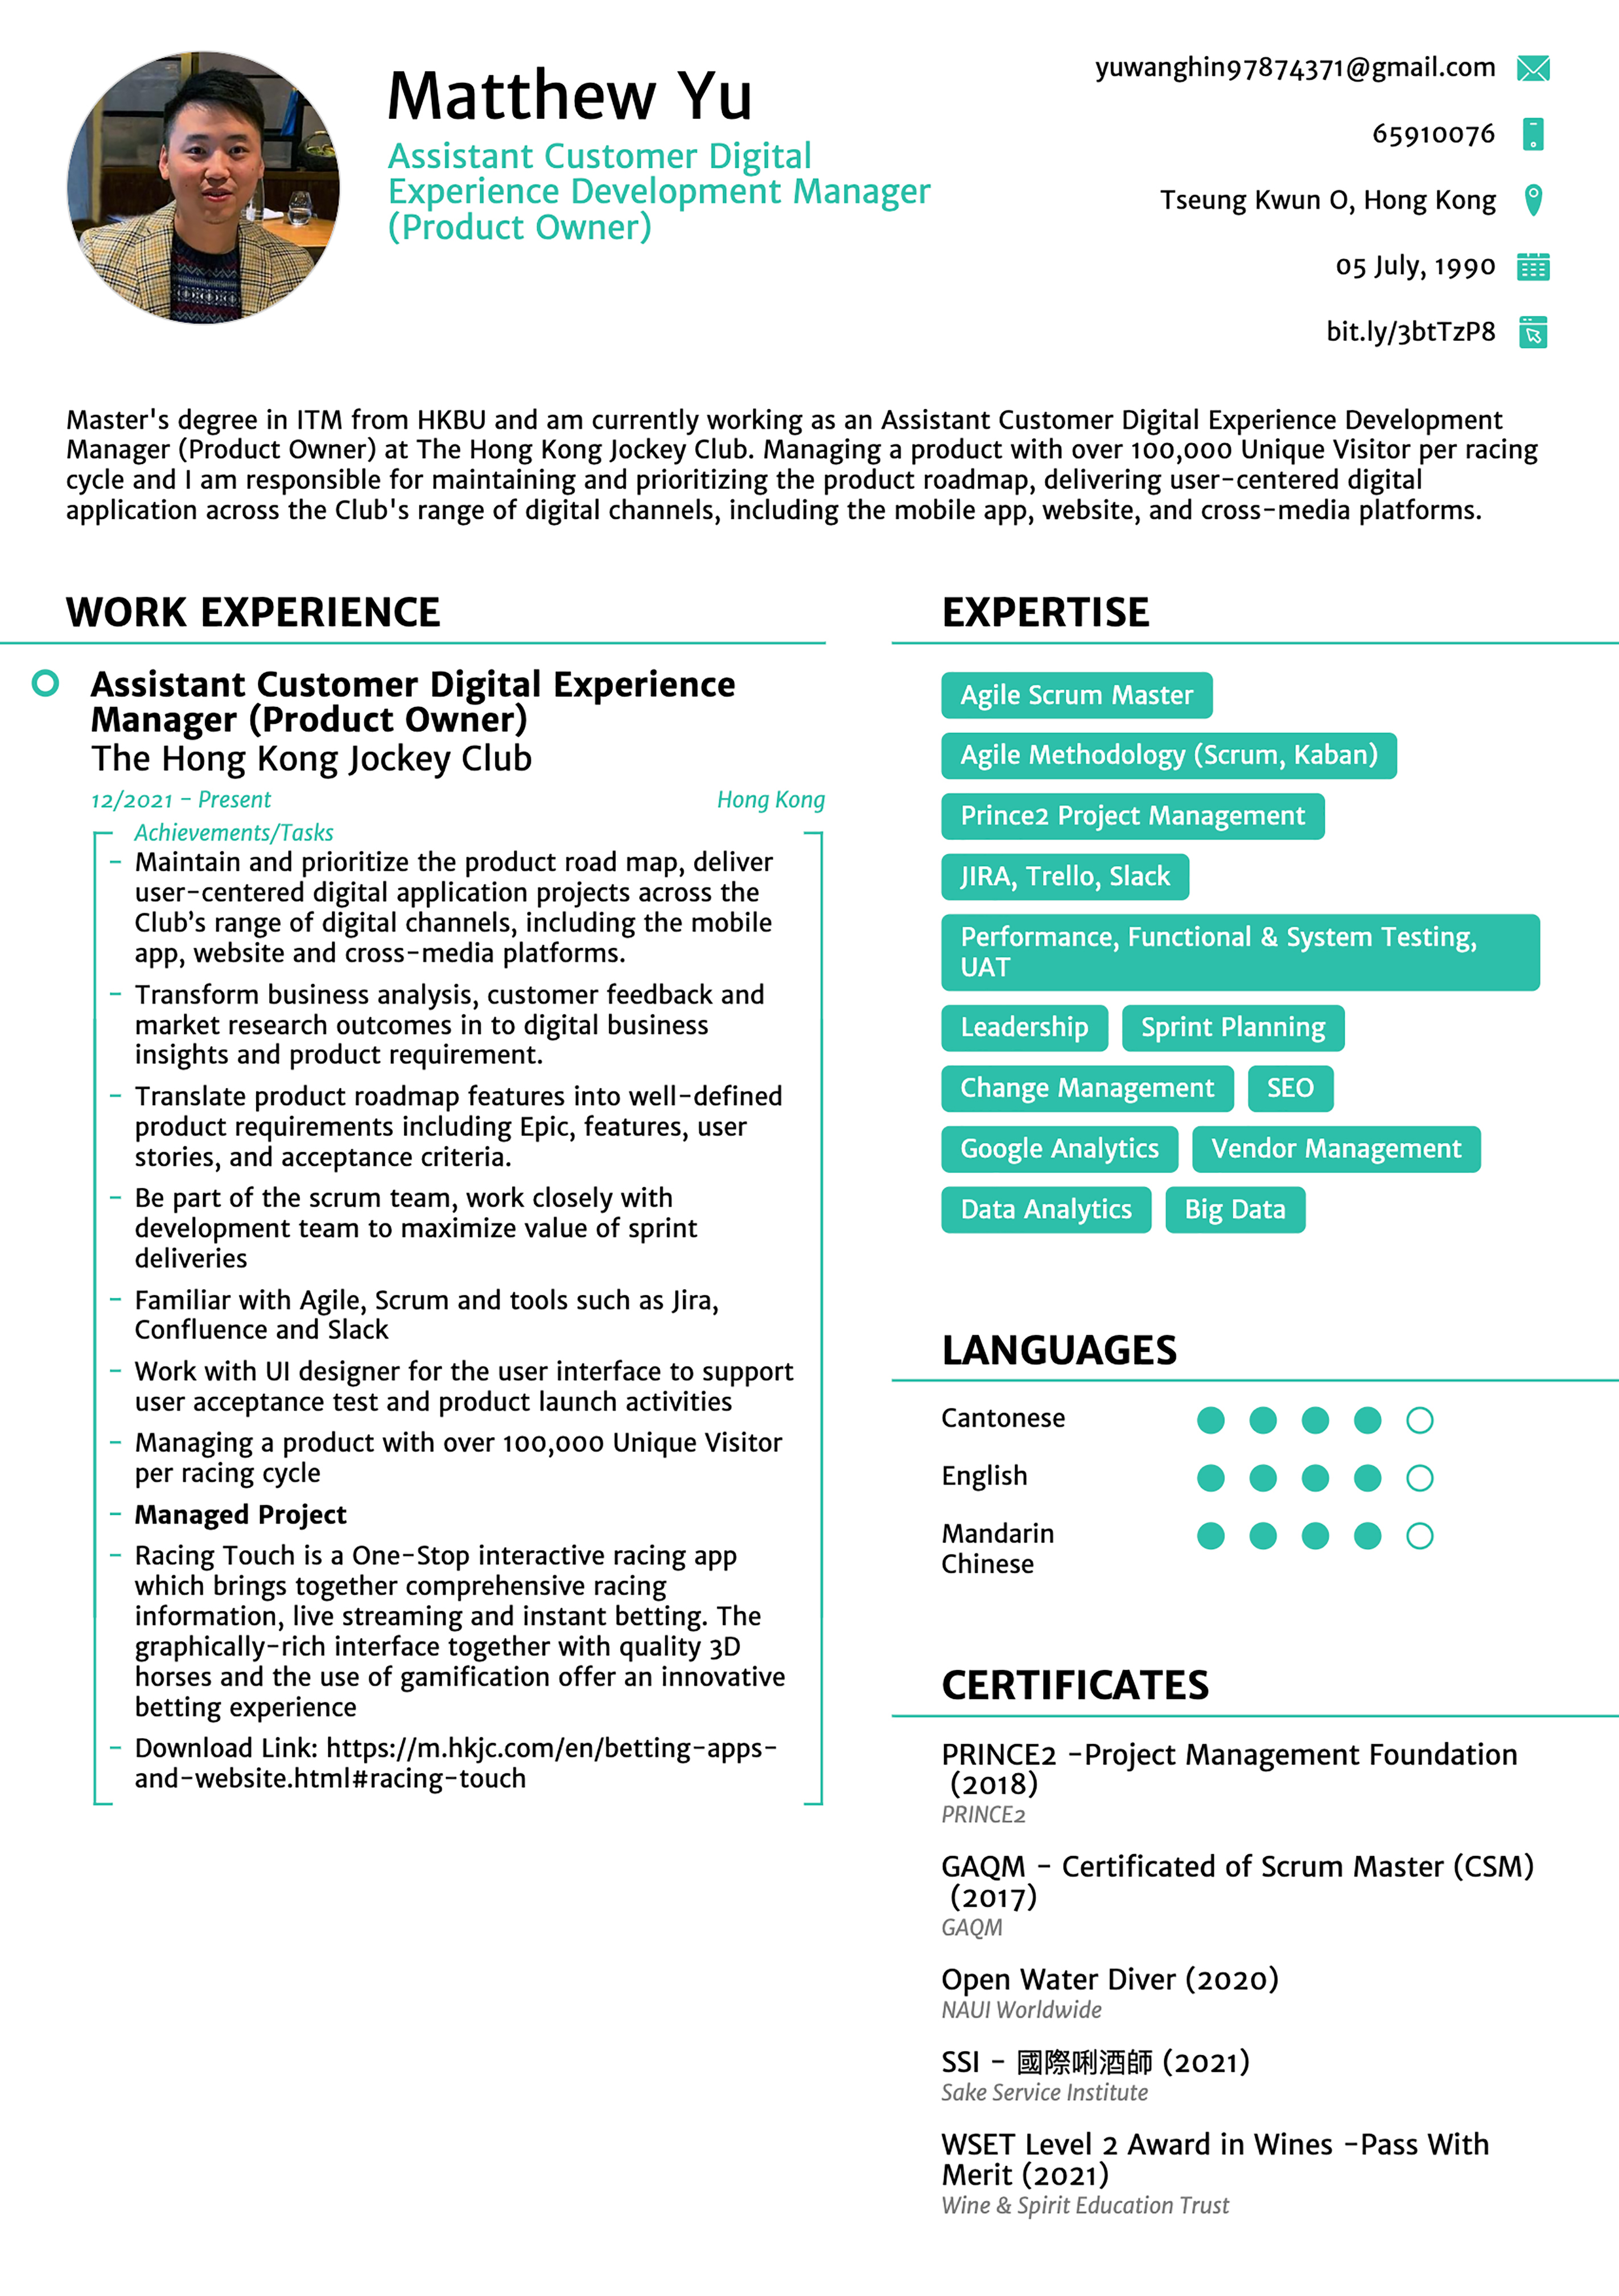 Matthew Yu
Assistant Customer Digital
Experience Development Manager
(Product Owner)
yuwanghin97874371@gmail.com
65910076
Tseung Kwun O, Hong Kong
05 July, 1990
bit.ly/3btTzP8
Master's degree in ITM from HKBU and am currently working as an Assistant Customer Digital Experience Development
Manager (Product Owner) at The Hong Kong Jockey Club. Managing a product with over 100,000 Unique Visitor per racing
cycle and I am responsible for maintaining and prioritizing the product roadmap, delivering user-centered digital
application across the Club's range of digital channels, including the mobile app, website, and cross-media platforms.
WORK EXPERIENCE
Assistant Customer Digital Experience
Manager (Product Owner)
The Hong Kong Jockey Club
12/2021 - Present
Hong Kong
Achievements/Tasks
- Maintain and prioritize the product road map, deliver
user-centered digital application projects across the
Club’s range of digital channels, including the mobile
app, website and cross-media platforms.
- Transform business analysis, customer feedback and
market research outcomes in to digital business
insights and product requirement.
- Translate product roadmap features into well-defined
product requirements including Epic, features, user
stories, and acceptance criteria.
- Be part of the scrum team, work closely with
development team to maximize value of sprint
deliveries
- Familiar with Agile, Scrum and tools such as Jira,
Confluence and Slack
- Work with UI designer for the user interface to support
user acceptance test and product launch activities
- Managing a product with over 100,000 Unique Visitor
per racing cycle
- Managed Project
- Racing Touch is a One-Stop interactive racing app
which brings together comprehensive racing
information, live streaming and instant betting. The
graphically-rich interface together with quality 3D
horses and the use of gamification offer an innovative
betting experience
- Download Link: https://m.hkjc.com/en/betting-apps-
and-website.html#racing-touch
EXPERTISE
Agile Scrum Master
Agile Methodology (Scrum, Kaban)
Prince2 Project Management
JIRA, Trello, Slack
Performance, Functional & System Testing,
UAT
Leadership
Sprint Planning
Change Management
SEO
Google Analytics
Vendor Management
Data Analytics
Big Data
LANGUAGES
Cantonese
English
Mandarin
Chinese
CERTIFICATES
PRINCE2 -Project Management Foundation
(2018)
PRINCE2
GAQM - Certificated of Scrum Master (CSM)
(2017)
GAQM
Open Water Diver (2020)
NAUI Worldwide
SSI - 國際唎酒師 (2021)
Sake Service Institute
WSET Level 2 Award in Wines -Pass With
Merit (2021)
Wine & Spirit Education Trust